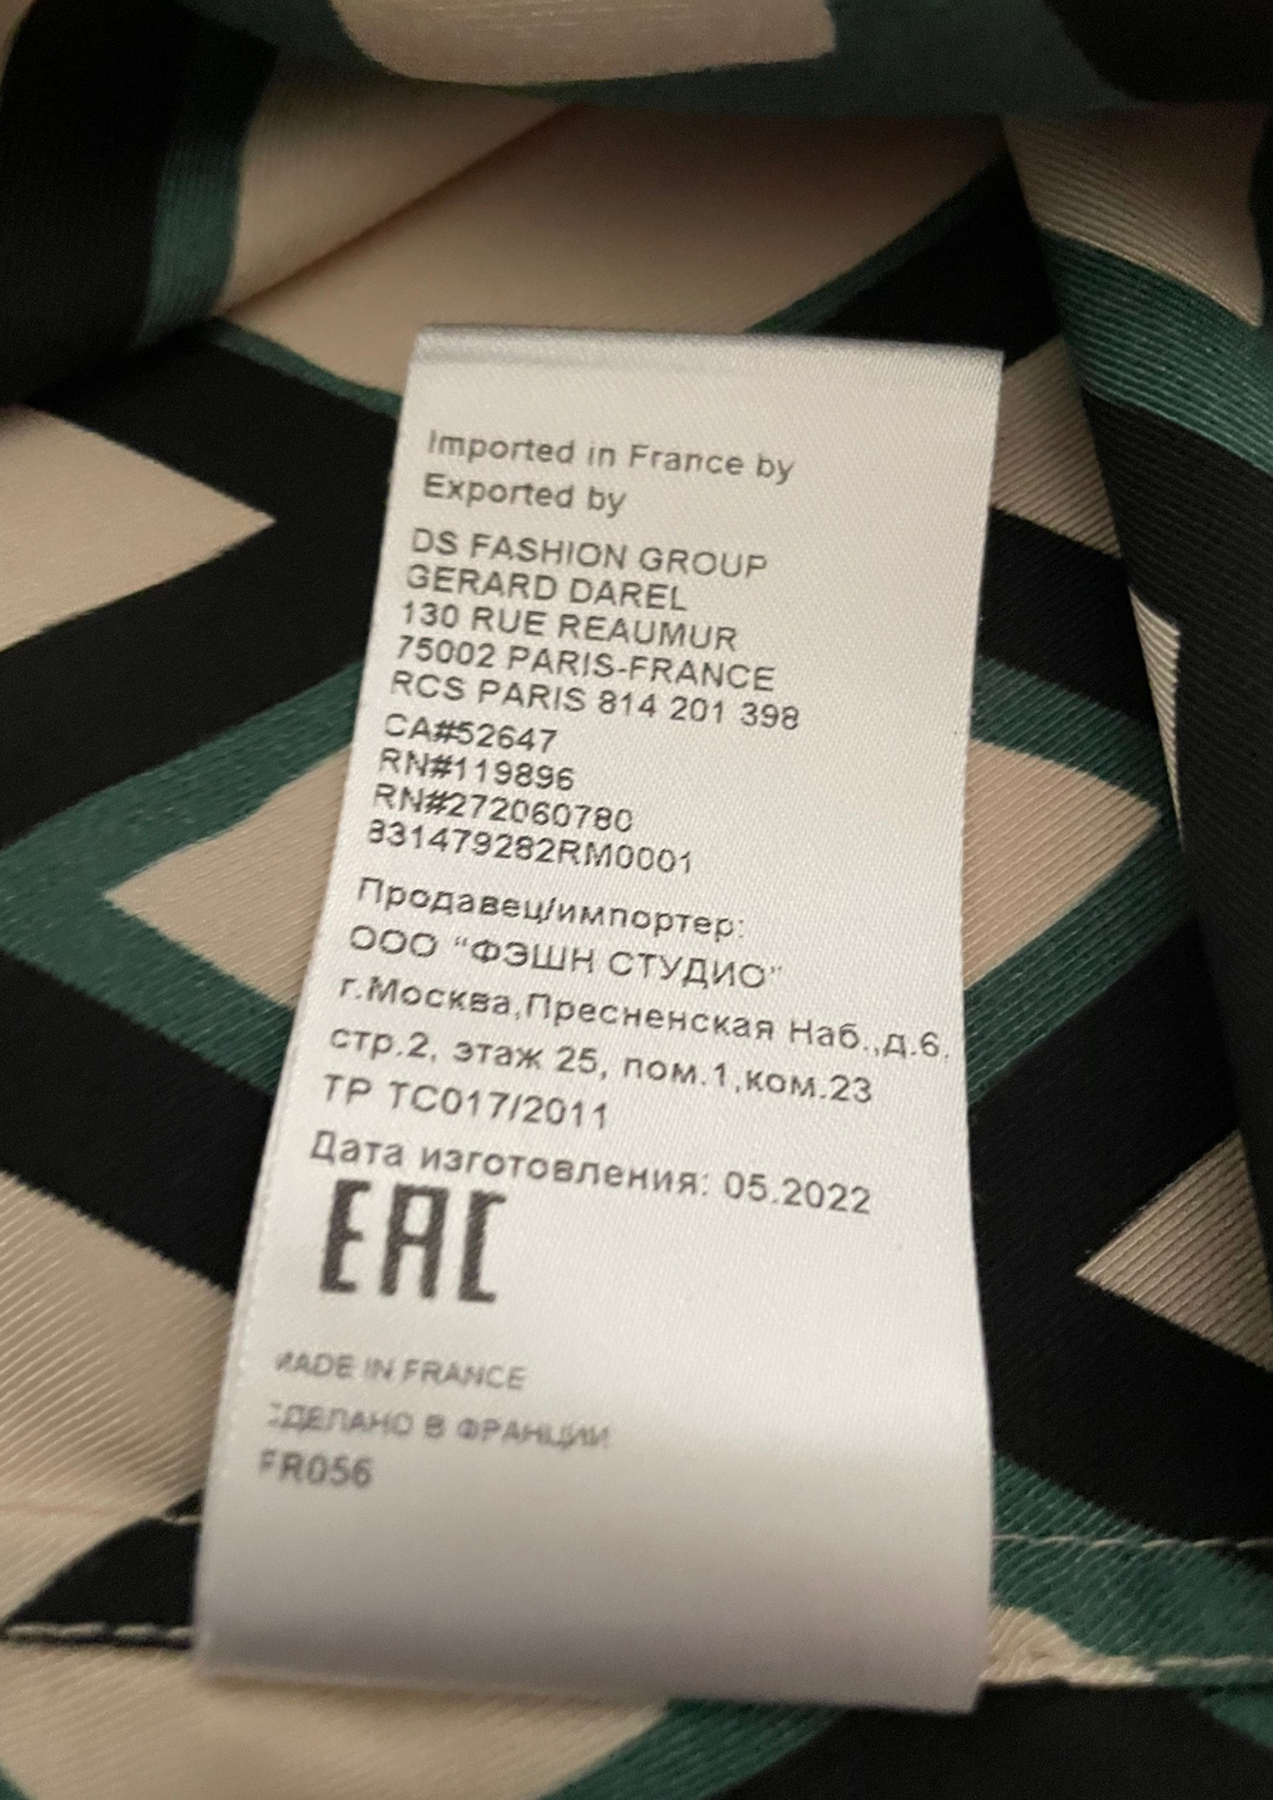 Imported in France by
Exported by
DS FASHION GROUP
GERARD DAREL
130 RUE REAUMUR
75002 PARIS-FRANCE
RCS PARIS 814 201 398
CA#52647
RN#119896
RN#272060780
831479282RM0001
Продавец/импортер:
ООО “ФЭШН СТУДИО”
г.Москва,Пресненская Наб.,д.6,
стр.2, этаж 25, пом.1,ком.23
ТР ТС017/2011
Дата изготовления: 05.2022
EAC
MADE IN FRANCE
СДЕЛАНО В ФРАНЦИИ
FR056